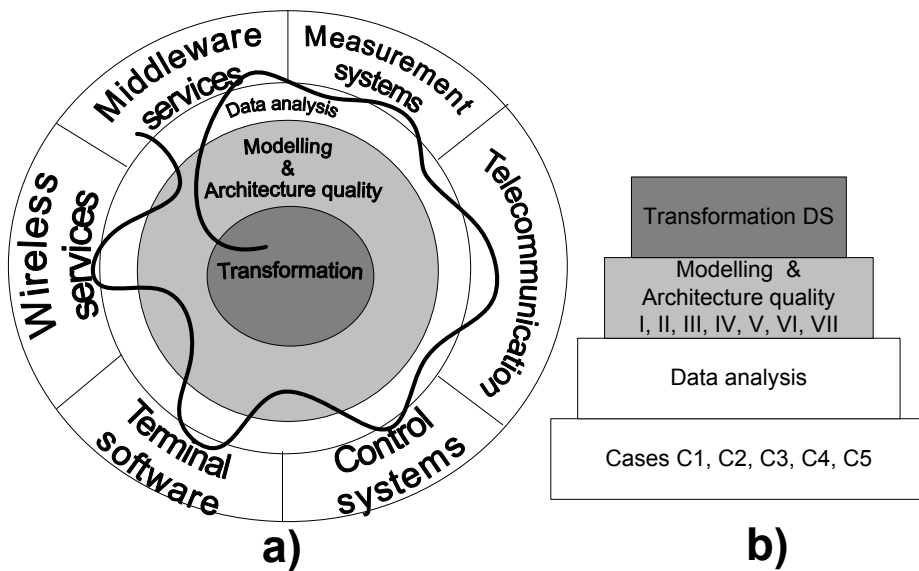 Middleware
services
Measurement
systems
Telecommunication
Control
systems
Terminal
software
Wireless
services
Data analysis
Modelling
&
Architecture quality
Transformation
a)
Transformation DS
Modelling &
Architecture quality
I, II, III, IV, V, VI, VII
Data analysis
Cases C1, C2, C3, C4, C5
b)